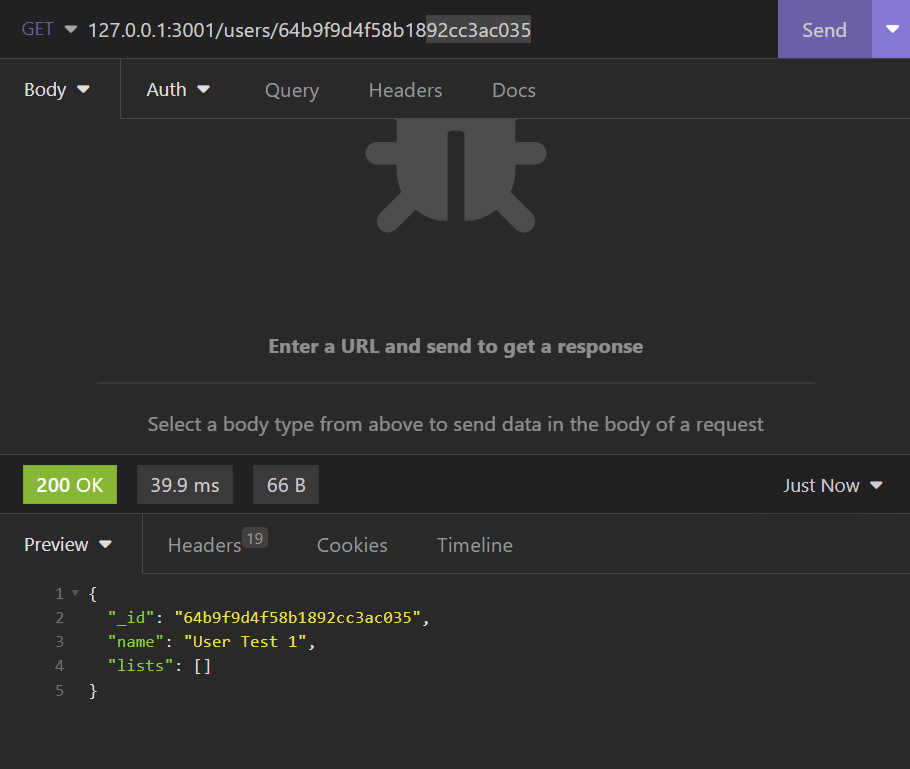 GET 127.0.0.1:3001/users/64b9f9d4f58b1892cc3ac035 Send
Body Auth Query Headers Docs
Enter a URL and send to get a response
Select a body type from above to send data in the body of a request
200 OK 39.9 ms 66 B Just Now
Preview Headers 19 Cookies Timeline
1 {
2 "_id": "64b9f9d4f58b1892cc3ac035",
3 "name": "User Test 1",
4 "lists": []
5 }